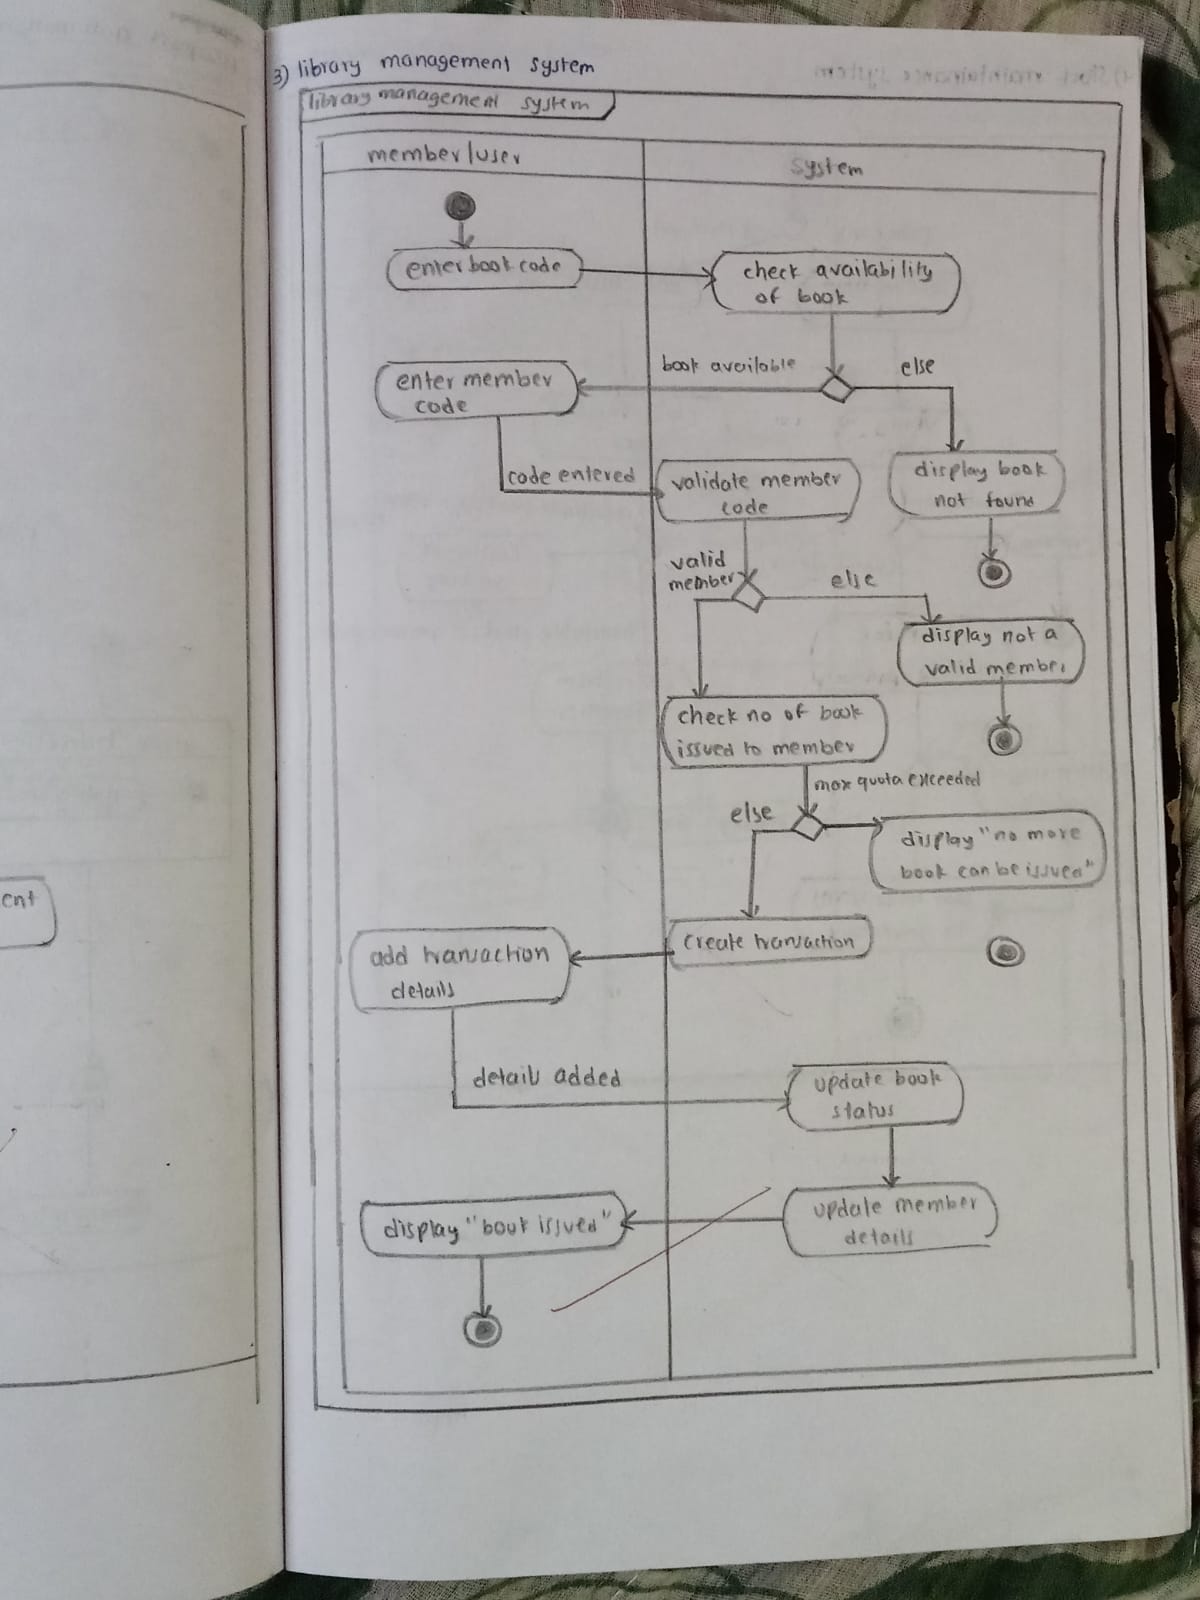 3) library management system
library management system
member/user
system
enter book code
check availability
of book
book available
else
enter member
code
code entered
validate member
code
display book
not found
valid
member
else
display not a
valid member
check no of book
issued to member
max quota exceeded
else
display "no more
book can be issued"
create transaction
add transaction
details
details added
update book
status
update member
details
display "book issued"
ent